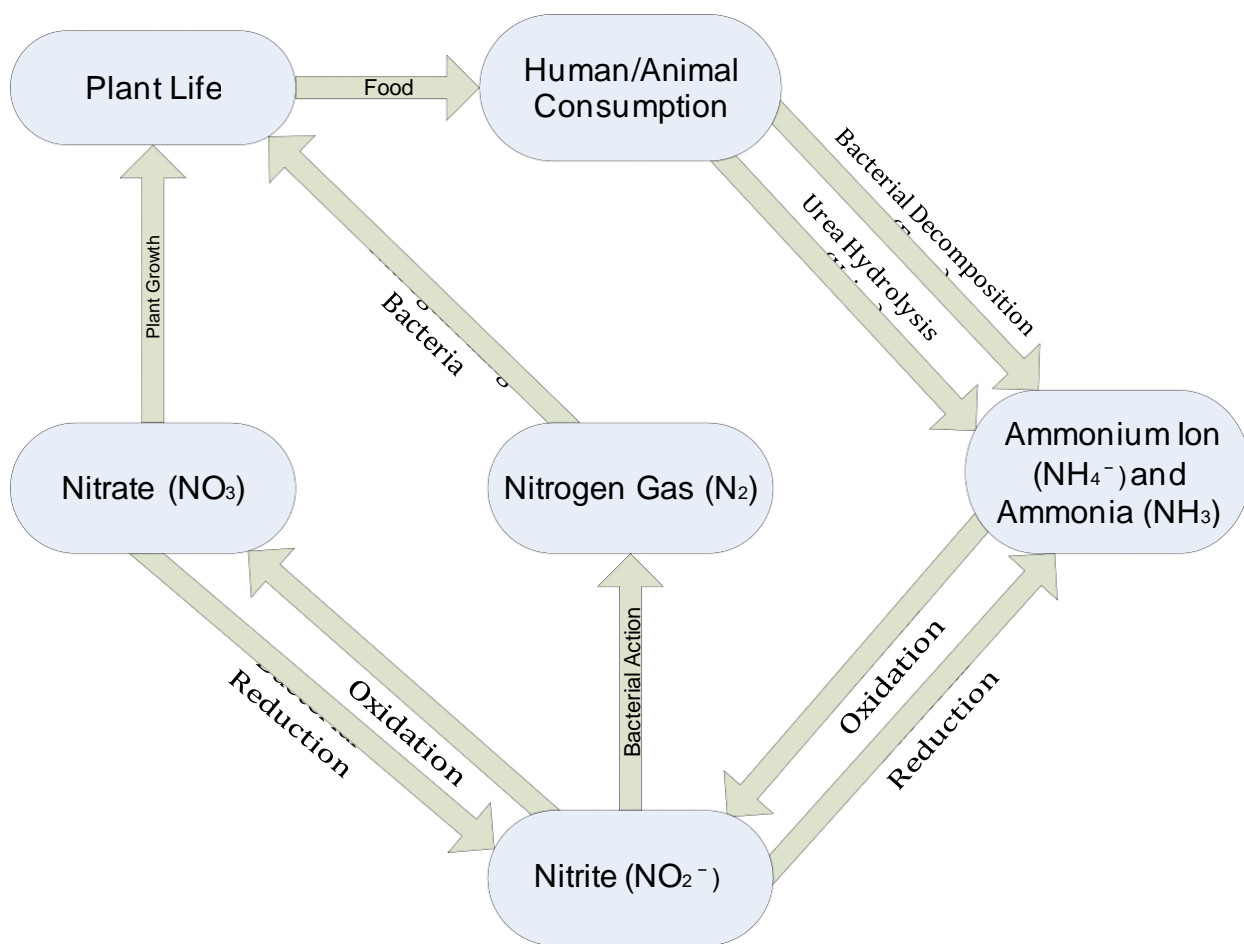 Plant Life
Food
Human/Animal
Consumption
Bacterial Decomposition
Urea Hydrolysis
Plant Growth
Bacteria
Nitrate (NO₃)
Nitrogen Gas (N₂)
Ammonium Ion
(NH₄⁻) and
Ammonia (NH₃)
Reduction
Oxidation
Bacterial Action
Oxidation
Reduction
Nitrite (NO₂⁻)